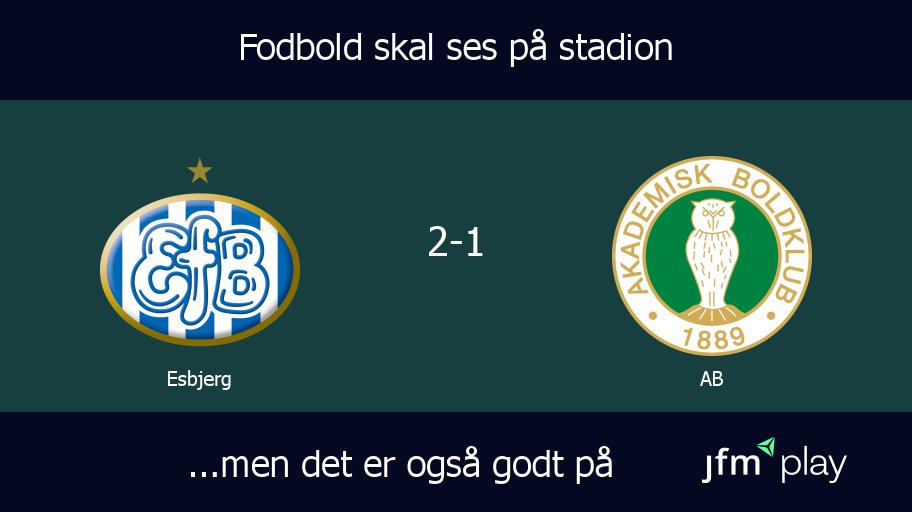 Fodbold skal ses på stadion
EfB
AKADEMISK BOLDKLUB
1889
2-1
Esbjerg
AB
...men det er også godt på
jfm play